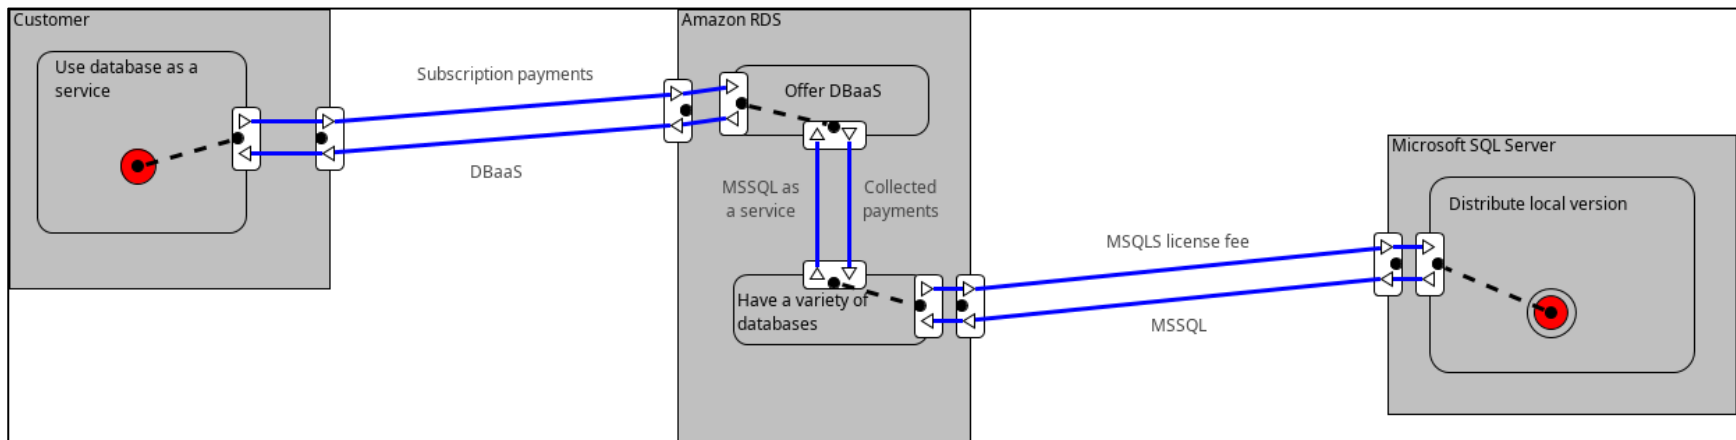 Customer
Use database as a
service
Subscription payments
DBaaS
Amazon RDS
Offer DBaaS
MSSQL as
a service
Collected
payments
Have a variety of
databases
MSQLS license fee
MSSQL
Microsoft SQL Server
Distribute local version